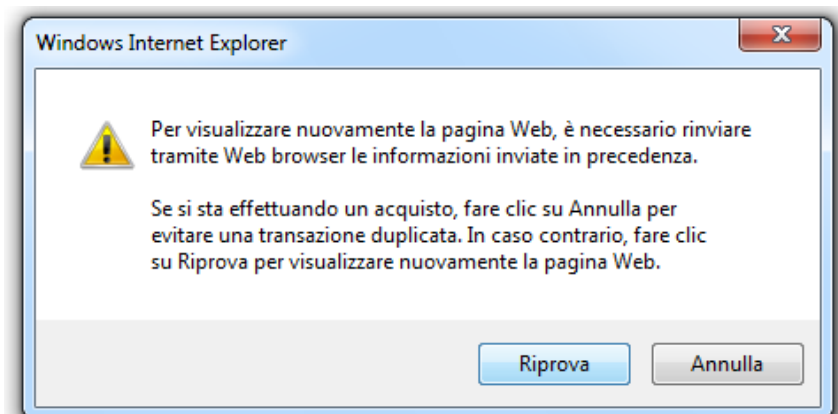 Windows Internet Explorer
Per visualizzare nuovamente la pagina Web, è necessario rinviare
tramite Web browser le informazioni inviate in precedenza.
Se si sta effettuando un acquisto, fare clic su Annulla per
evitare una transazione duplicata. In caso contrario, fare clic
su Riprova per visualizzare nuovamente la pagina Web.
Riprova
Annulla